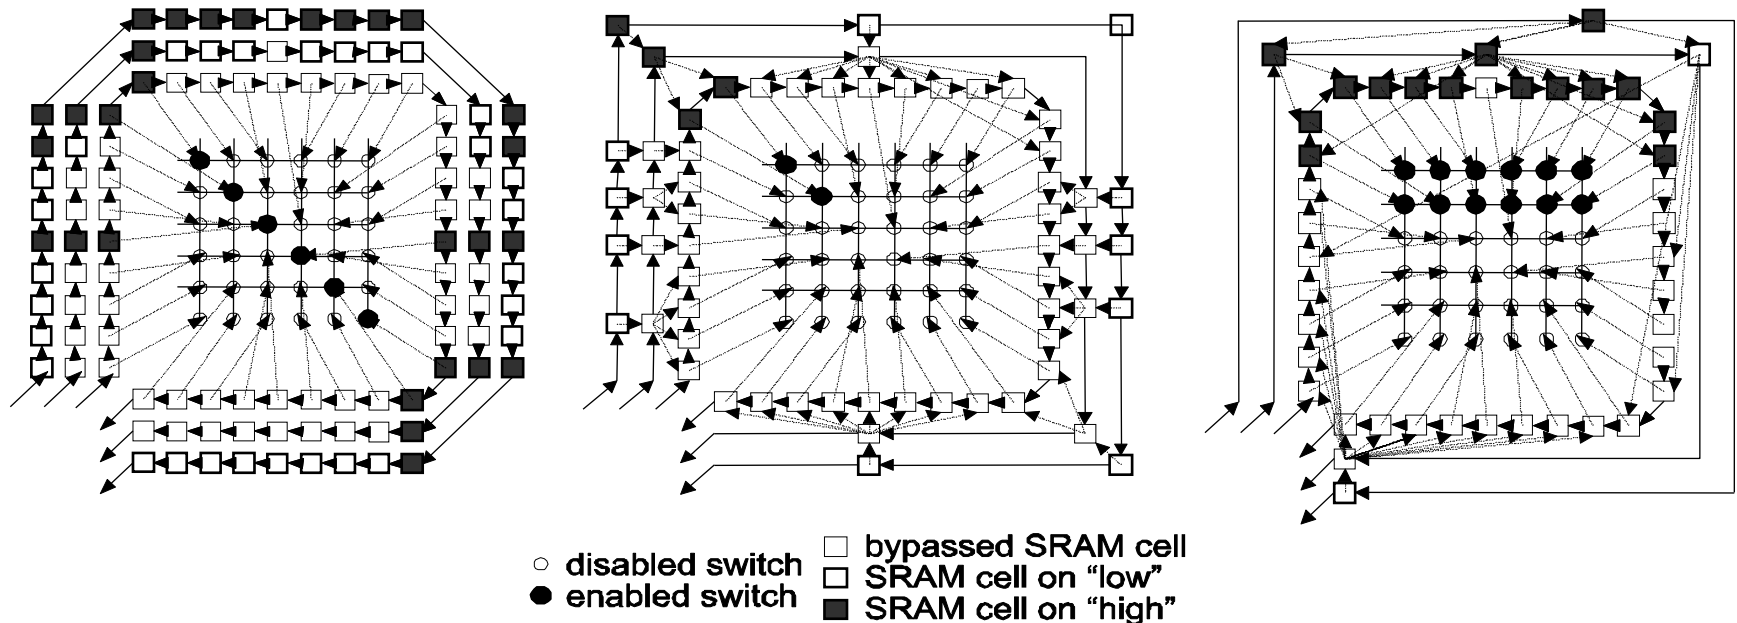 disabled switch
enabled switch
bypassed SRAM cell
SRAM cell on “low”
SRAM cell on “high”